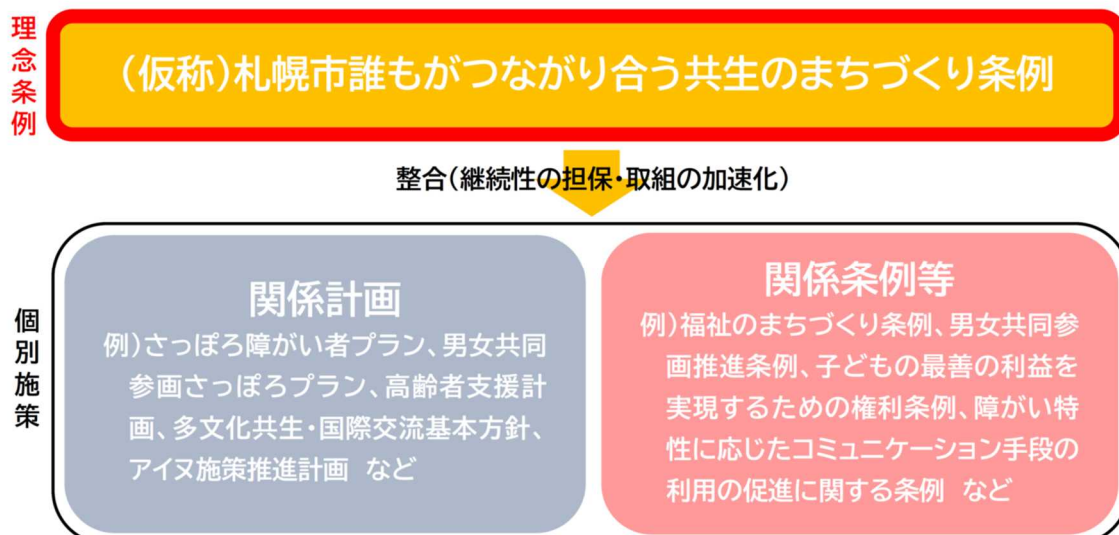 理念条例
(仮称)札幌市誰もがつながり合う共生のまちづくり条例
整合(継続性の担保・取組の加速化)
個別施策
関係計画
例)さっぽろ障がい者プラン、男女共同
参画さっぽろプラン、高齢者支援計
画、多文化共生・国際交流基本方針、
アイヌ施策推進計画 など
関係条例等
例)福祉のまちづくり条例、男女共同参
画推進条例、子どもの最善の利益を
実現するための権利条例、障がい特
性に応じたコミュニケーション手段の
利用の促進に関する条例 など